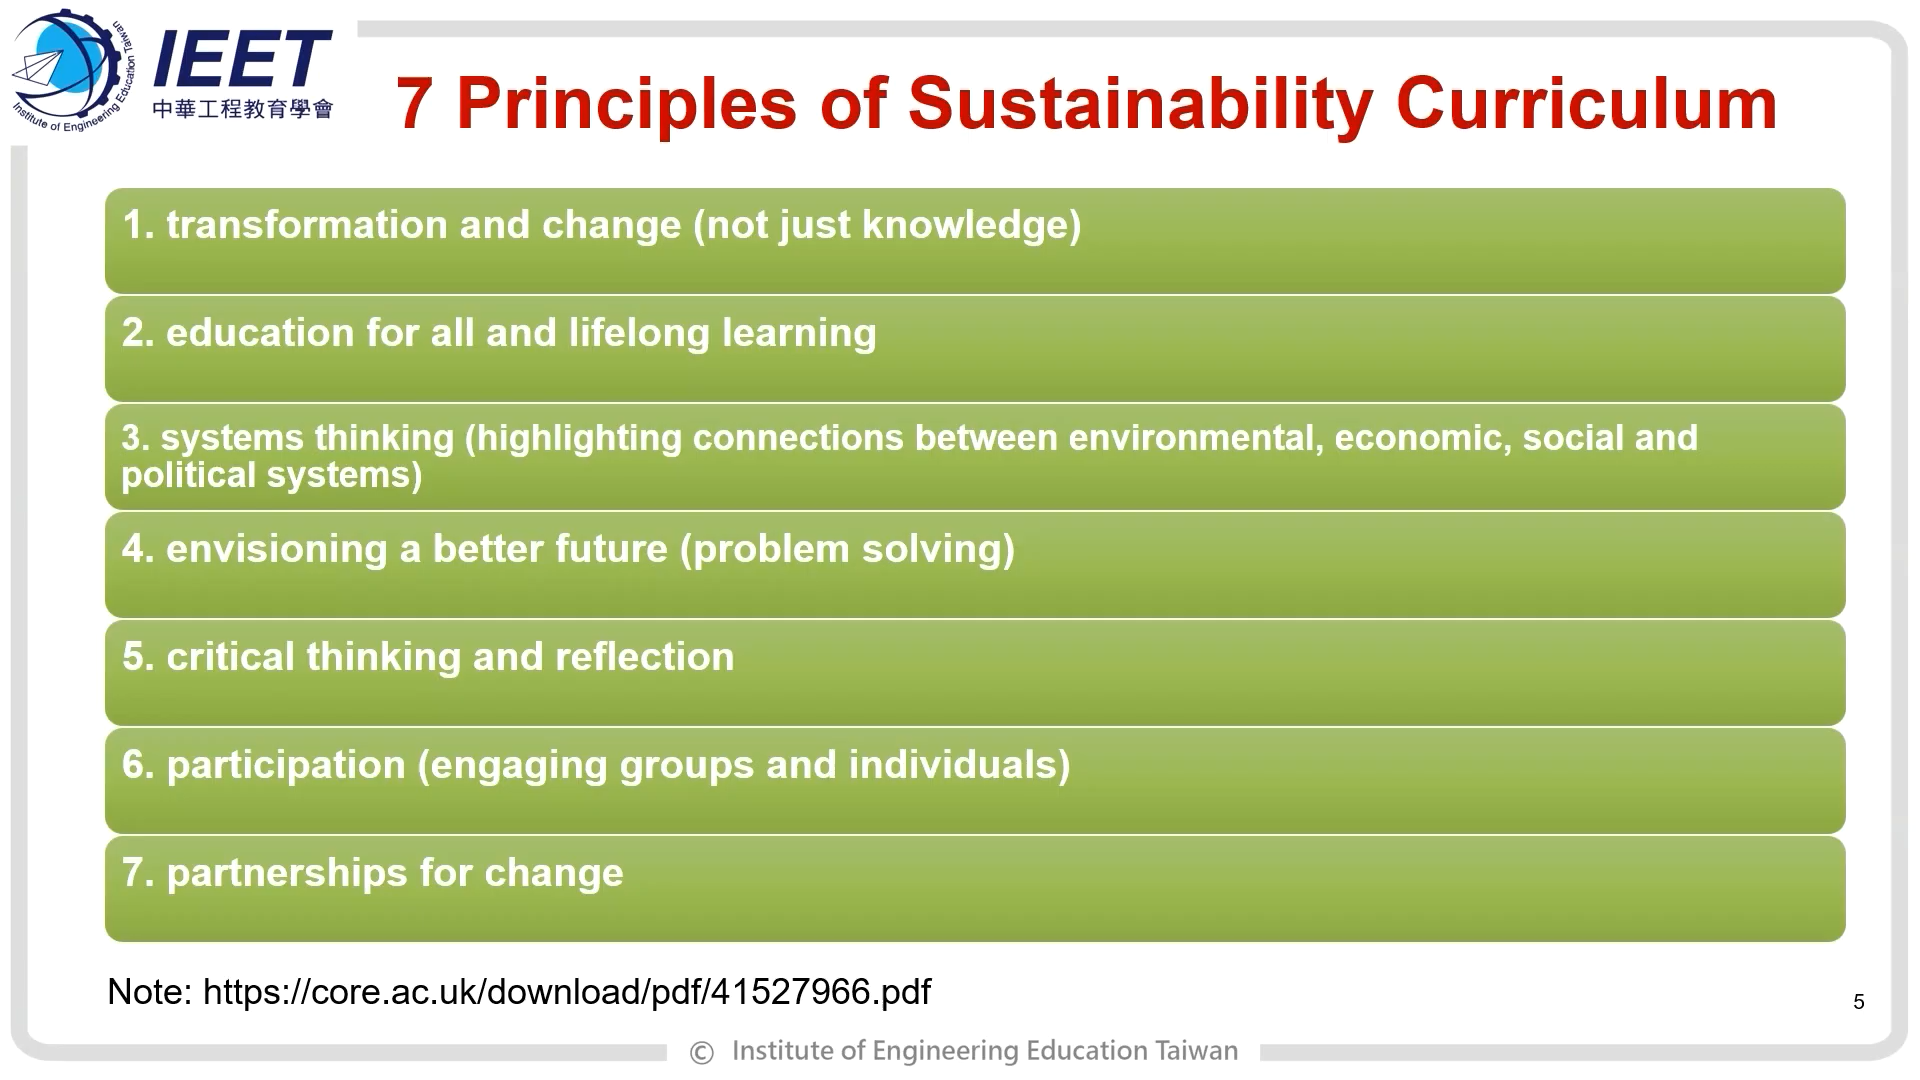 Institute of Engineering Education Taiwan
IEET
中華工程教育學會
7 Principles of Sustainability Curriculum
1. transformation and change (not just knowledge)
2. education for all and lifelong learning
3. systems thinking (highlighting connections between environmental, economic, social and
political systems)
4. envisioning a better future (problem solving)
5. critical thinking and reflection
6. participation (engaging groups and individuals)
7. partnerships for change
Note: https://core.ac.uk/download/pdf/41527966.pdf
5
© Institute of Engineering Education Taiwan